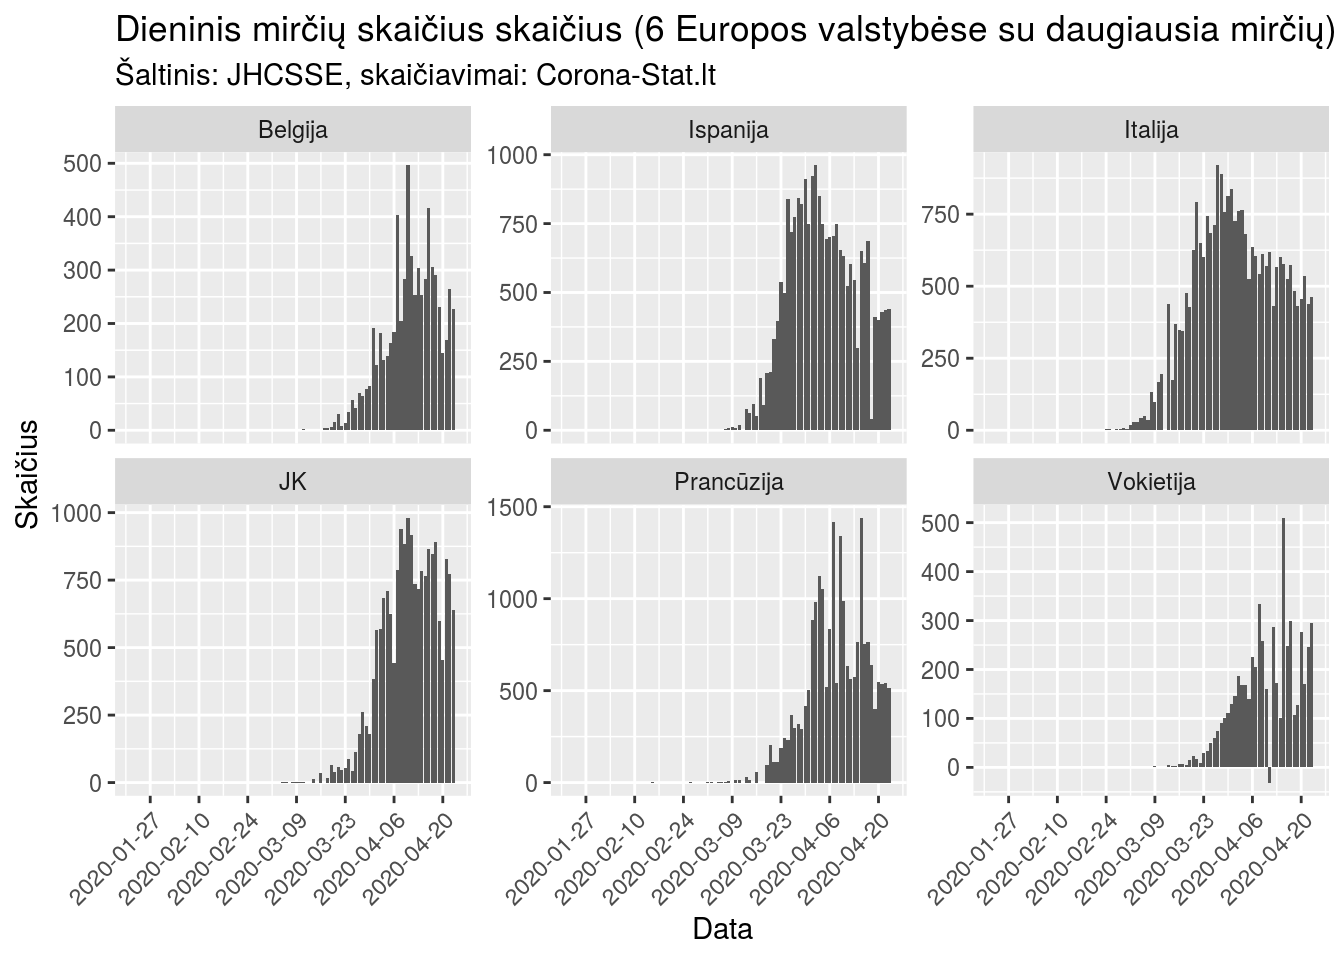 Dieninis mirčių skaičius skaičius (6 Europos valstybėse su daugiausia mirčių)
Šaltinis: JHCSSE, skaičiavimai: Corona-Stat.lt
Skaičius
Belgija
500
400
300
200
100
0
Ispanija
1000
750
500
250
0
Italija
750
500
250
0
JK
1000
750
500
250
0
Prancūzija
1500
1000
500
0
Vokietija
500
400
300
200
100
0
2020-01-27 2020-02-10 2020-02-24 2020-03-09 2020-03-23 2020-04-06 2020-04-20
2020-01-27 2020-02-10 2020-02-24 2020-03-09 2020-03-23 2020-04-06 2020-04-20
2020-01-27 2020-02-10 2020-02-24 2020-03-09 2020-03-23 2020-04-06 2020-04-20
Data